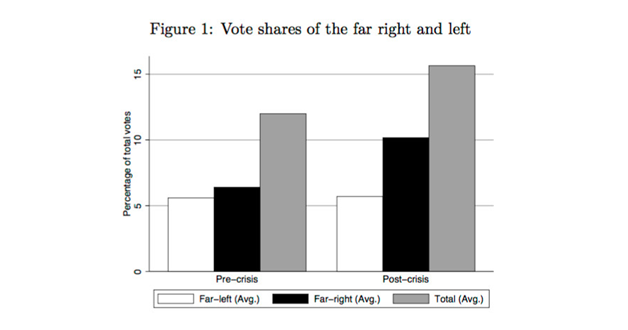 Figure 1: Vote shares of the far right and left
Percentage of total votes
15
10
5
0
Pre-crisis
Post-crisis
Far-left (Avg.)
Far-right (Avg.)
Total (Avg.)